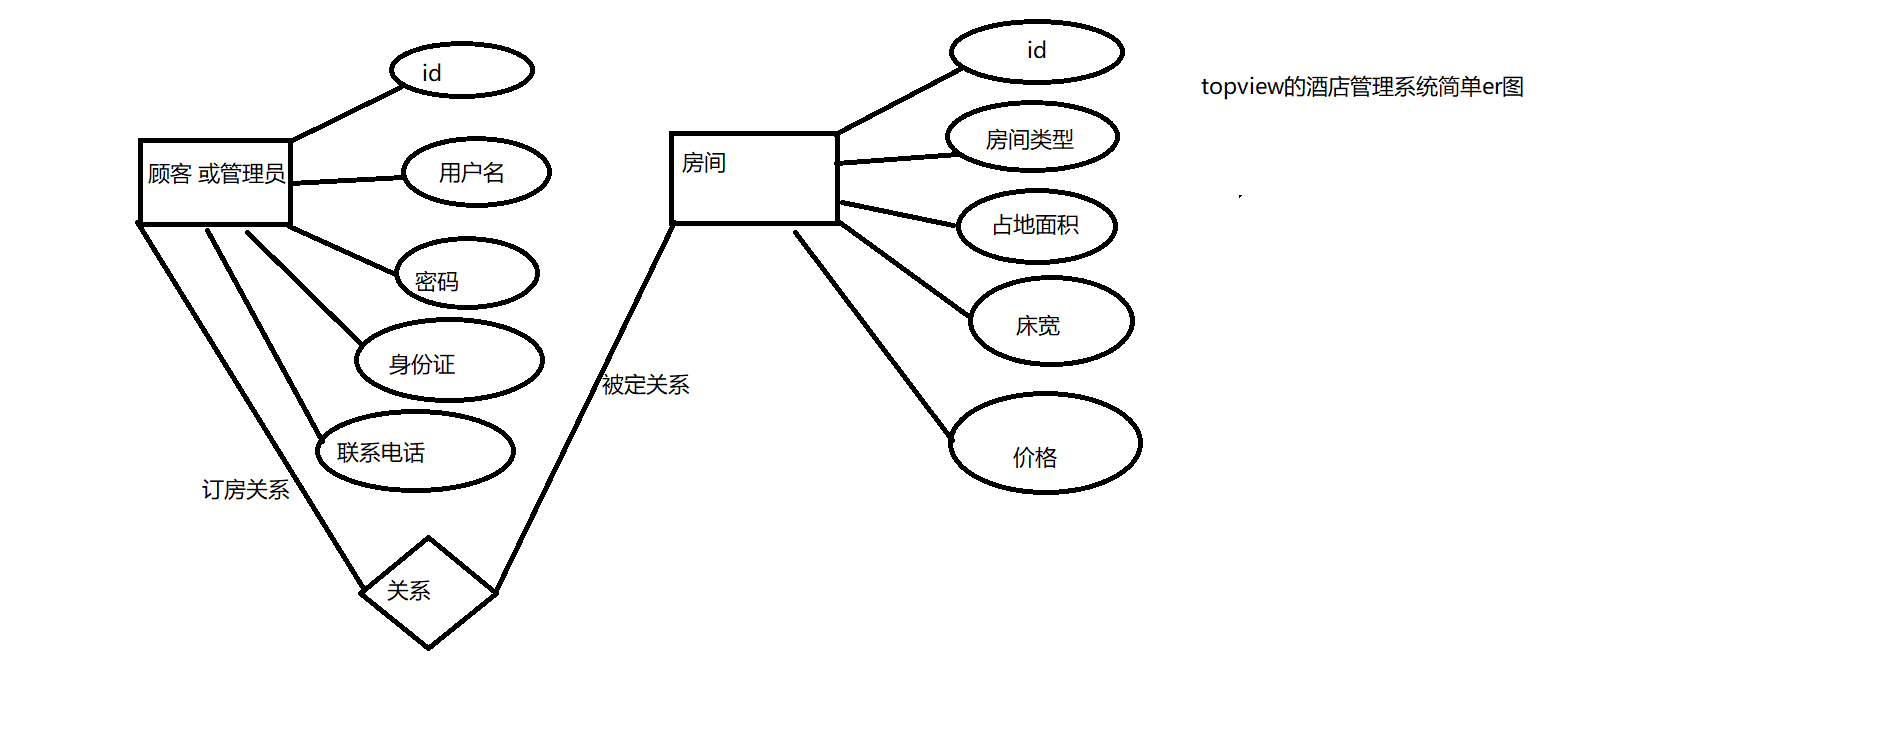 id
id
topview的酒店管理系统简单er图
顾客 或管理员
用户名
房间
房间类型
占地面积
密码
床宽
身份证
被定关系
联系电话
价格
订房关系
关系